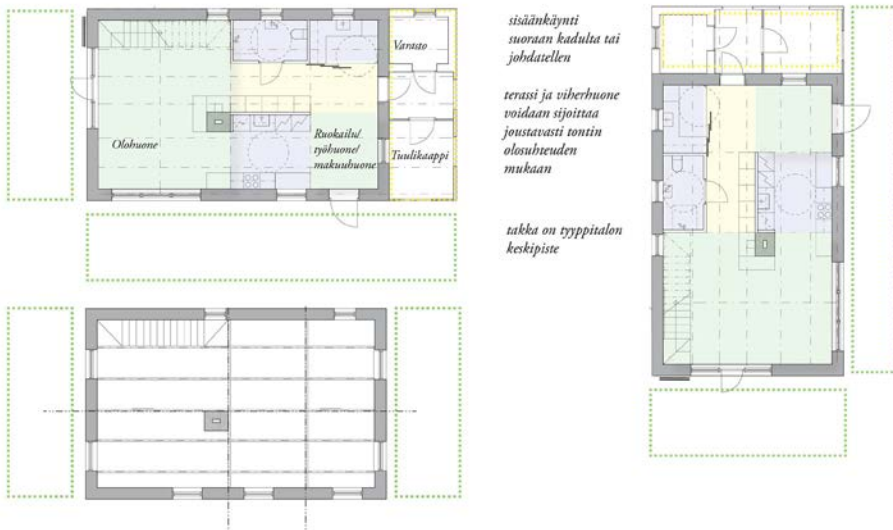 Varasto
Olohuone
Ruokailu/
työhuone/
makuuhuone
Tuulikaappi
sisäänkäynti
suoraan kadulta tai
johdatellen
terassi ja viherhuone
voidaan sijoittaa
joustavasti tontin
olosuhteuden
mukaan
takka on tyyppitalon
keskipiste